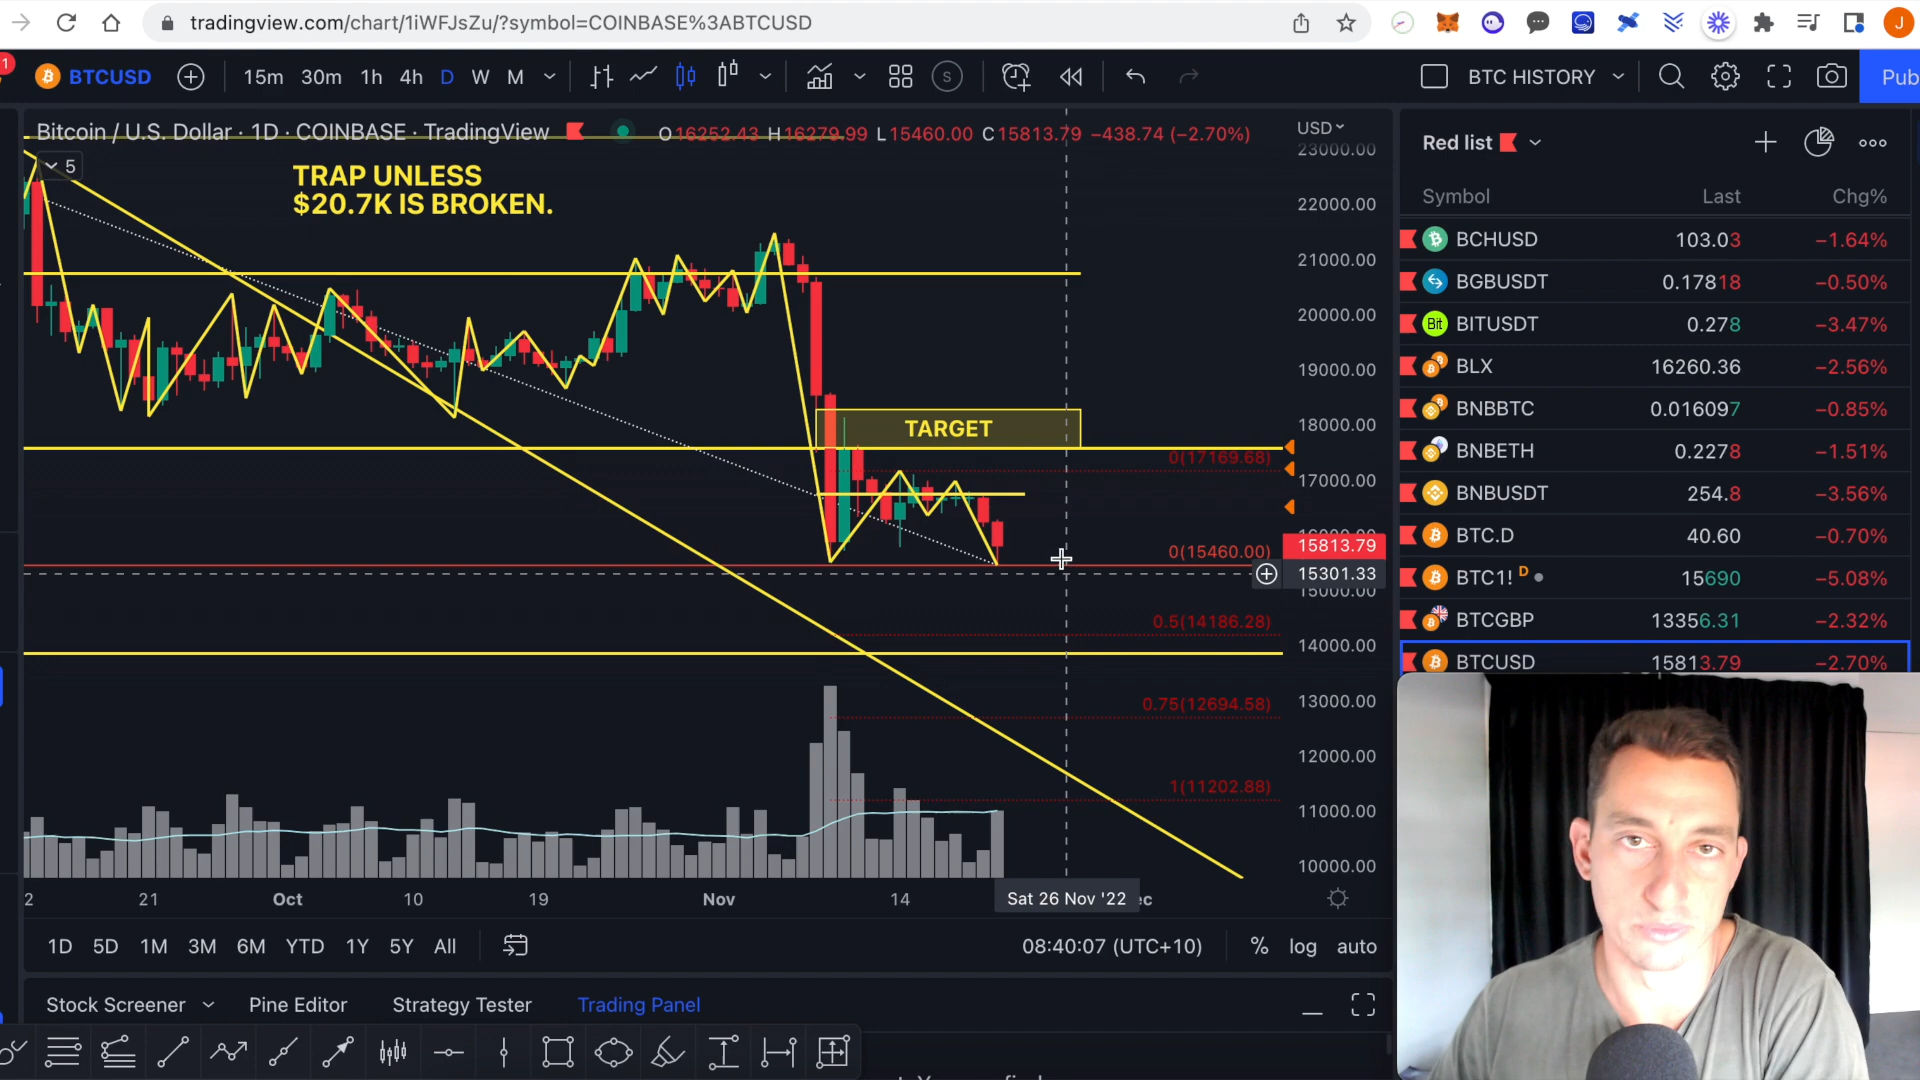 tradingview.com/chart/1iWFJsZu/?symbol=COINBASE%3ABTCUSD
J
1
BTCUSD
15m 30m 1h 4h D W M
S
BTC HISTORY
Pub
Bitcoin / U.S. Dollar · 1D · COINBASE · TradingView
O16252.43 H16279.99 L15460.00 C15813.79 −438.74 (−2.70%)
USD
5
TRAP UNLESS
$20.7K IS BROKEN.
23000.00
22000.00
21000.00
20000.00
19000.00
18000.00
TARGET
0(17169.68)
17000.00
0(15460.00)
15813.79
15301.33
15000.00
0.5(14186.28)
14000.00
0.75(12694.58)
13000.00
12000.00
1(11202.88)
11000.00
10000.00
2 21 Oct 10 19 Nov 14 Sat 26 Nov '22 ec
1D 5D 1M 3M 6M YTD 1Y 5Y All
08:40:07 (UTC+10) % log auto
Stock Screener Pine Editor Strategy Tester Trading Panel
Red list
Symbol Last Chg%
BCHUSD 103.03 −1.64%
BGBUSDT 0.17818 −0.50%
Bit BITUSDT 0.278 −3.47%
BLX 16260.36 −2.56%
BNBBTC 0.016097 −0.85%
BNBETH 0.2278 −1.51%
BNBUSDT 254.8 −3.56%
BTC.D 40.60 −0.70%
BTC1! D 15690 −5.08%
BTCGBP 13356.31 −2.32%
BTCUSD 15813.79 −2.70%